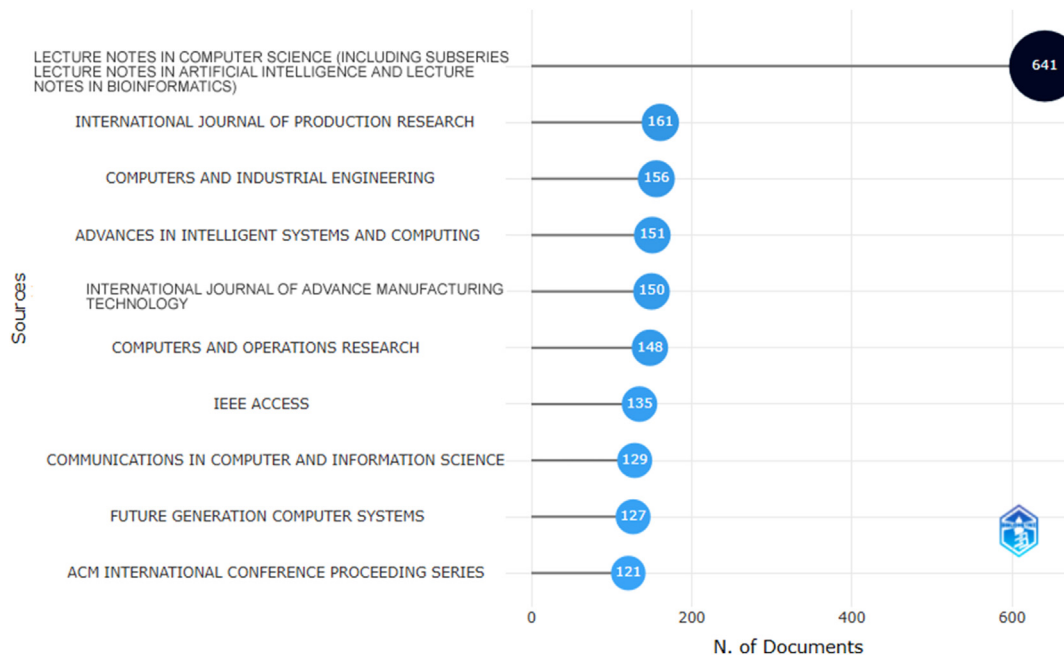 LECTURE NOTES IN COMPUTER SCIENCE (INCLUDING SUBSERIES
LECTURE NOTES IN ARTIFICIAL INTELLIGENCE AND LECTURE
NOTES IN BIOINFORMATICS)
641
INTERNATIONAL JOURNAL OF PRODUCTION RESEARCH
161
COMPUTERS AND INDUSTRIAL ENGINEERING
156
ADVANCES IN INTELLIGENT SYSTEMS AND COMPUTING
151
Sources
INTERNATIONAL JOURNAL OF ADVANCE MANUFACTURING
TECHNOLOGY
150
COMPUTERS AND OPERATIONS RESEARCH
148
IEEE ACCESS
135
COMMUNICATIONS IN COMPUTER AND INFORMATION SCIENCE
129
FUTURE GENERATION COMPUTER SYSTEMS
127
ACM INTERNATIONAL CONFERENCE PROCEEDING SERIES
121
0 200 400 600
N. of Documents